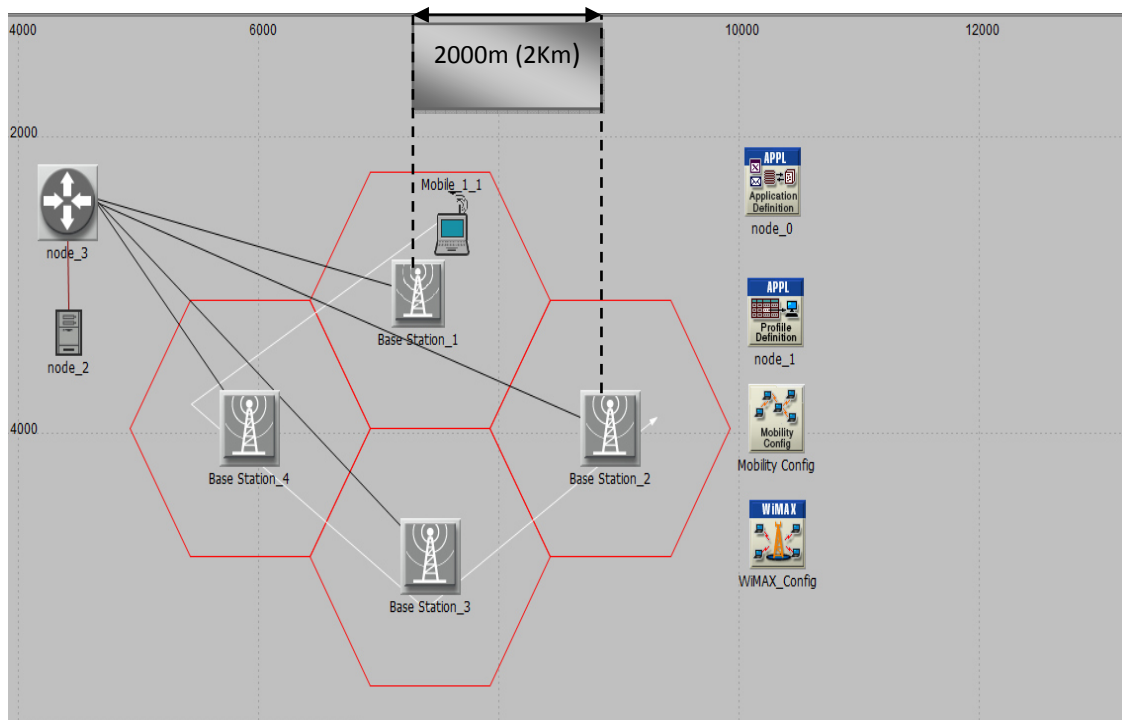 4000
6000
10000
12000
2000m (2Km)
2000
Mobile_1_1
APPL
Application
Definition
node_0
node_3
APPL
Profile
Definition
node_1
Base Station_1
node_2
Mobility
Config
Mobility Config
4000
Base Station_4
Base Station_2
WiMAX
WiMAX_Config
Base Station_3